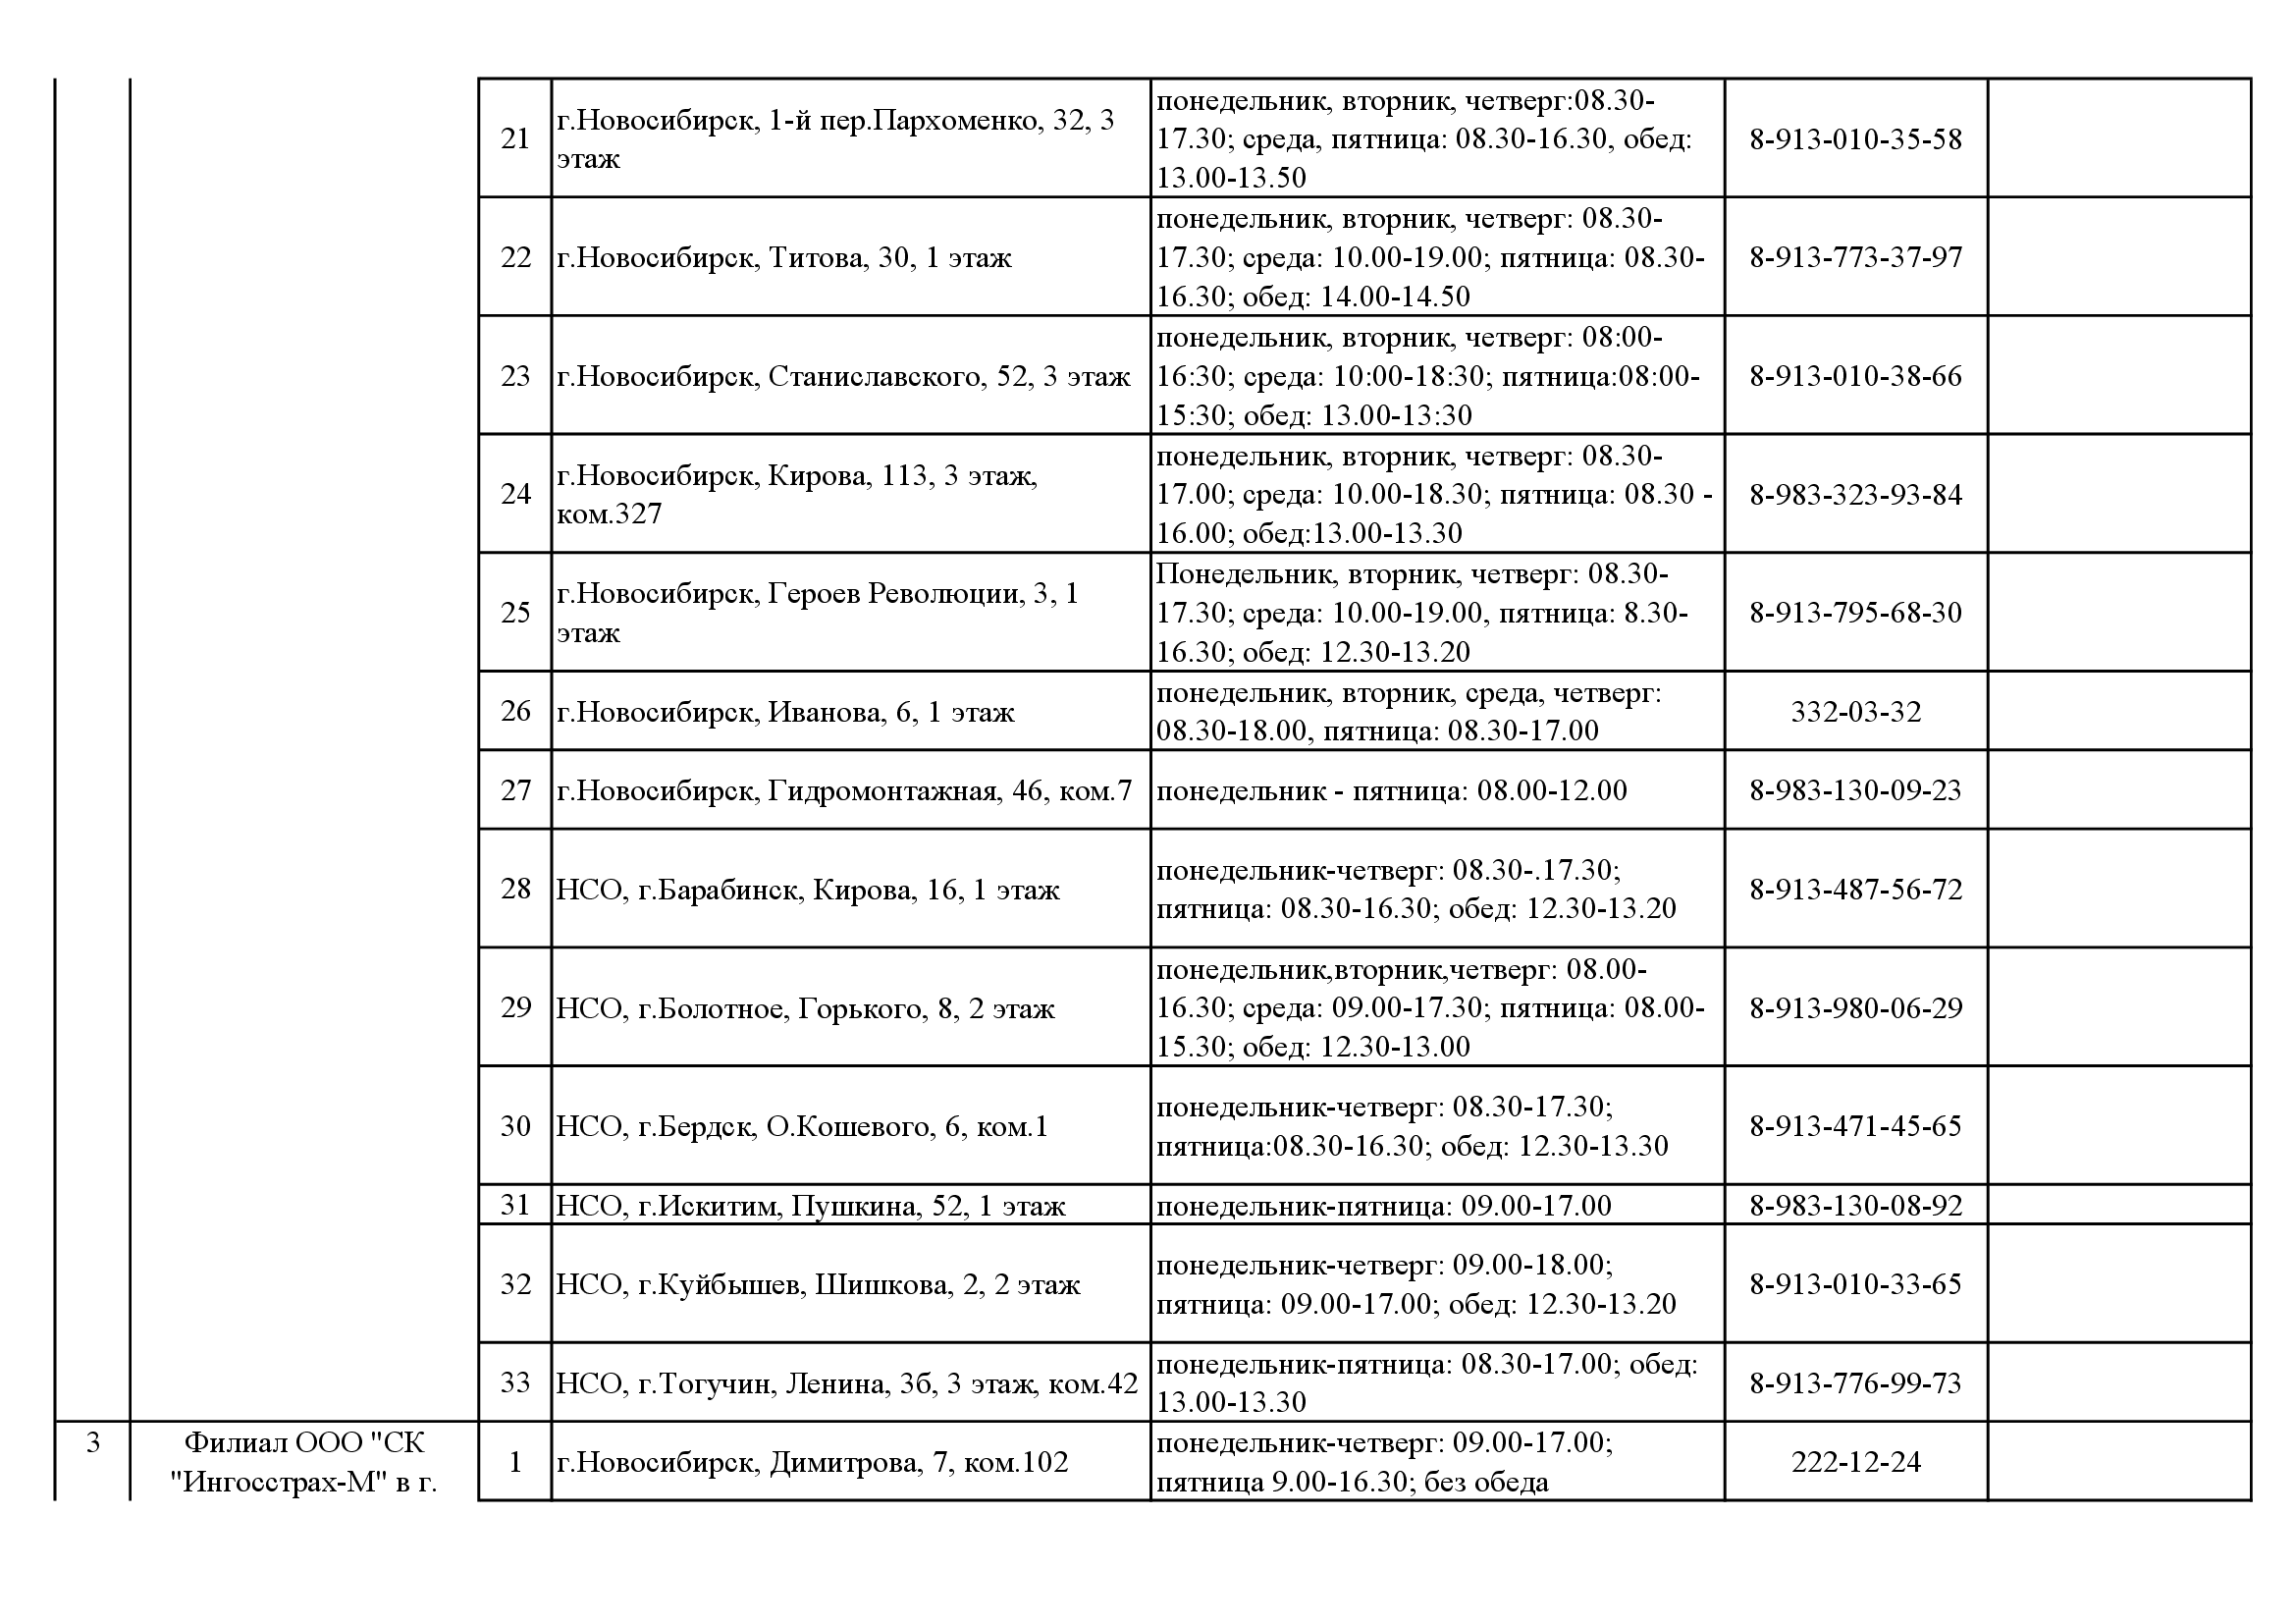 21
г.Новосибирск, 1-й пер.Пархоменко, 32, 3
этаж
понедельник, вторник, четверг:08.30-
17.30; среда, пятница: 08.30-16.30, обед:
13.00-13.50
8-913-010-35-58
22
г.Новосибирск, Титова, 30, 1 этаж
понедельник, вторник, четверг: 08.30-
17.30; среда: 10.00-19.00; пятница: 08.30-
16.30; обед: 14.00-14.50
8-913-773-37-97
23
г.Новосибирск, Станиславского, 52, 3 этаж
понедельник, вторник, четверг: 08:00-
16:30; среда: 10:00-18:30; пятница:08:00-
15:30; обед: 13.00-13:30
8-913-010-38-66
24
г.Новосибирск, Кирова, 113, 3 этаж,
ком.327
понедельник, вторник, четверг: 08.30-
17.00; среда: 10.00-18.30; пятница: 08.30 -
16.00; обед:13.00-13.30
8-983-323-93-84
25
г.Новосибирск, Героев Революции, 3, 1
этаж
Понедельник, вторник, четверг: 08.30-
17.30; среда: 10.00-19.00, пятница: 8.30-
16.30; обед: 12.30-13.20
8-913-795-68-30
26
г.Новосибирск, Иванова, 6, 1 этаж
понедельник, вторник, среда, четверг:
08.30-18.00, пятница: 08.30-17.00
332-03-32
27
г.Новосибирск, Гидромонтажная, 46, ком.7
понедельник - пятница: 08.00-12.00
8-983-130-09-23
28
НСО, г.Барабинск, Кирова, 16, 1 этаж
понедельник-четверг: 08.30-.17.30;
пятница: 08.30-16.30; обед: 12.30-13.20
8-913-487-56-72
29
НСО, г.Болотное, Горького, 8, 2 этаж
понедельник,вторник,четверг: 08.00-
16.30; среда: 09.00-17.30; пятница: 08.00-
15.30; обед: 12.30-13.00
8-913-980-06-29
30
НСО, г.Бердск, О.Кошевого, 6, ком.1
понедельник-четверг: 08.30-17.30;
пятница:08.30-16.30; обед: 12.30-13.30
8-913-471-45-65
31
НСО, г.Искитим, Пушкина, 52, 1 этаж
понедельник-пятница: 09.00-17.00
8-983-130-08-92
32
НСО, г.Куйбышев, Шишкова, 2, 2 этаж
понедельник-четверг: 09.00-18.00;
пятница: 09.00-17.00; обед: 12.30-13.20
8-913-010-33-65
33
НСО, г.Тогучин, Ленина, 3б, 3 этаж, ком.42
понедельник-пятница: 08.30-17.00; обед:
13.00-13.30
8-913-776-99-73
3
Филиал ООО "СК
"Ингосстрах-М" в г.
1
г.Новосибирск, Димитрова, 7, ком.102
понедельник-четверг: 09.00-17.00;
пятница 9.00-16.30; без обеда
222-12-24